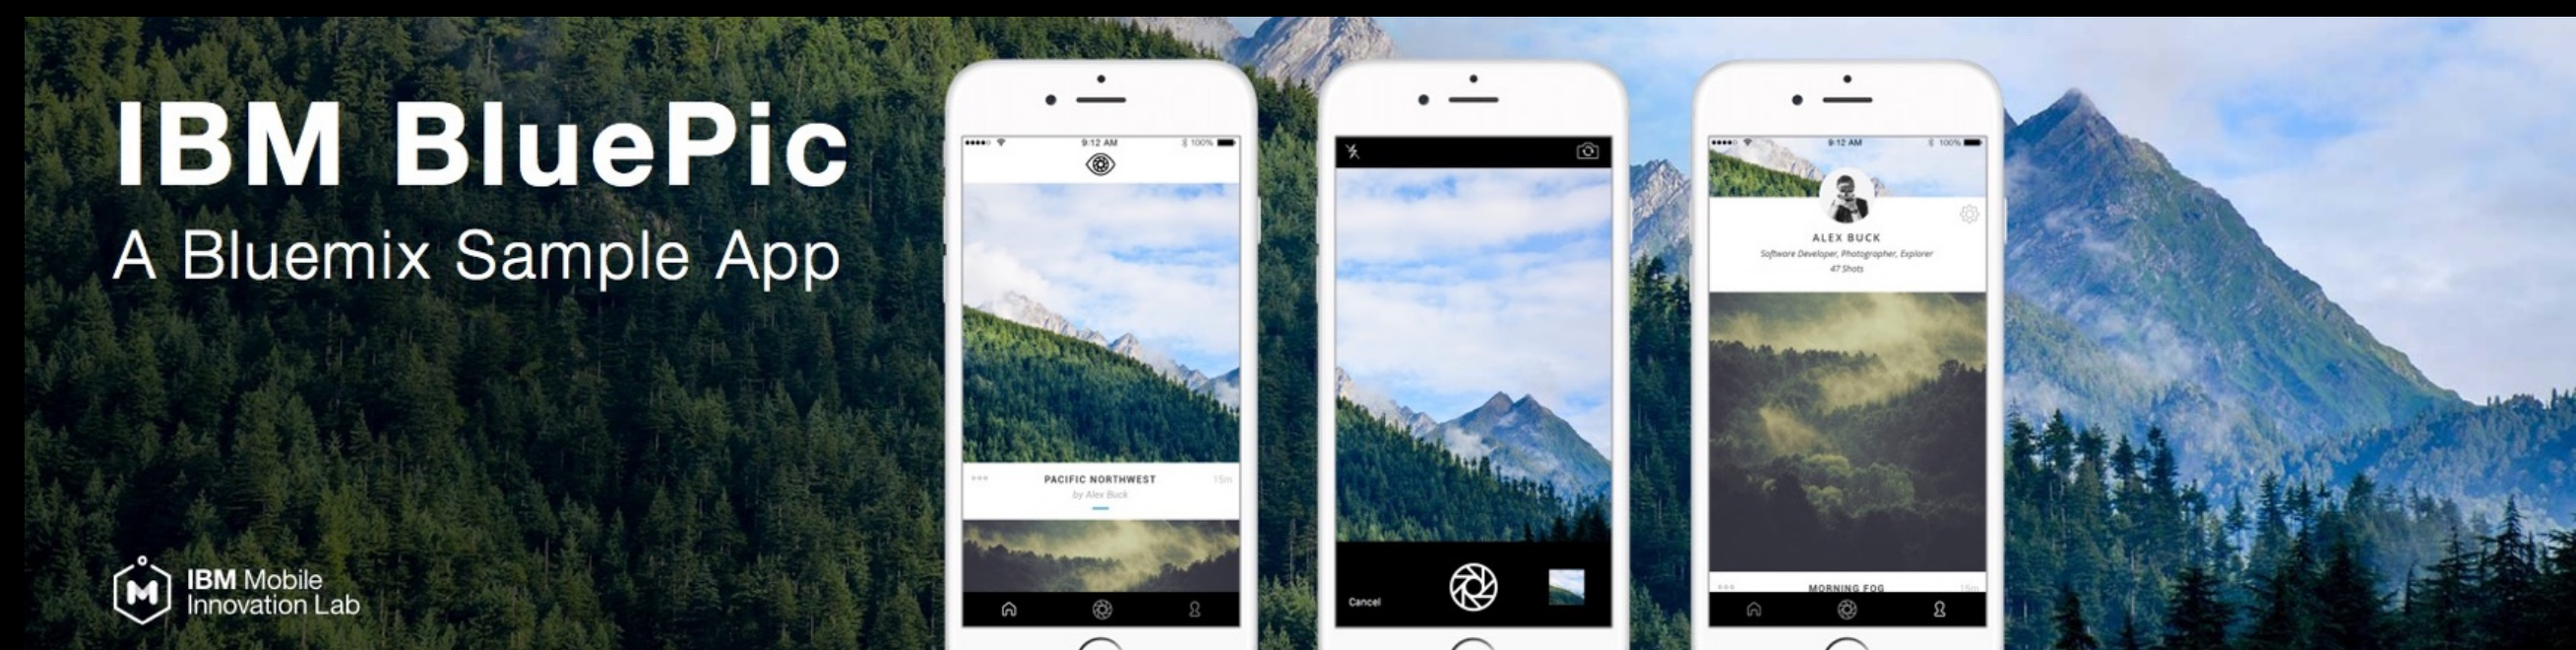 IBM BluePic
A Bluemix Sample App
IBM Mobile
Innovation Lab
9:12 AM
100%
PACIFIC NORTHWEST
15m
by Alex Buck
Cancel
9:12 AM
100%
ALEX BUCK
Software Developer, Photographer, Explorer
47 Shots
MORNING FOG
15m